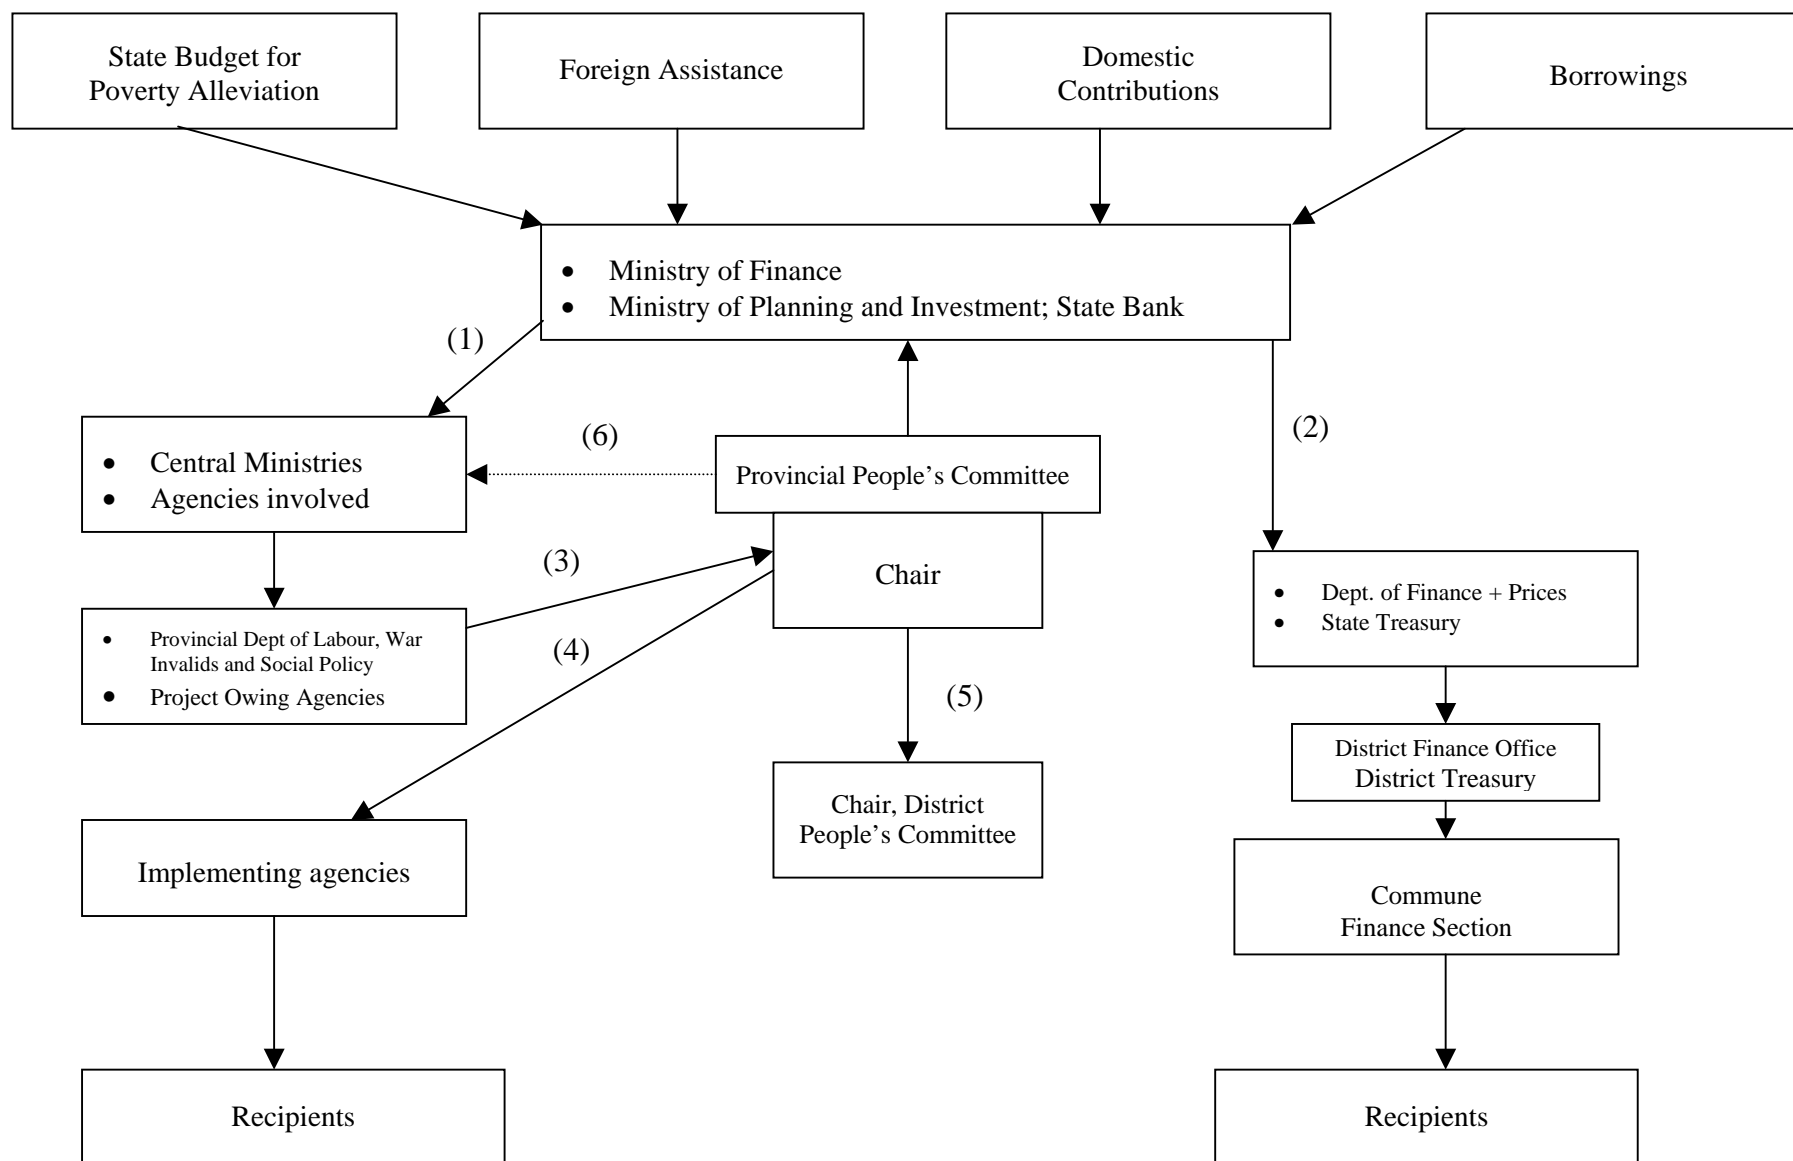 State Budget for
Poverty Alleviation
Foreign Assistance
Domestic
Contributions
Borrowings
• Ministry of Finance
• Ministry of Planning and Investment; State Bank
(1)
(2)
(6)
• Central Ministries
• Agencies involved
Provincial People’s Committee
Chair
(3)
• Dept. of Finance + Prices
• State Treasury
• Provincial Dept of Labour, War
Invalids and Social Policy
• Project Owing Agencies
(4)
(5)
District Finance Office
District Treasury
Chair, District
People’s Committee
Implementing agencies
Commune
Finance Section
Recipients
Recipients